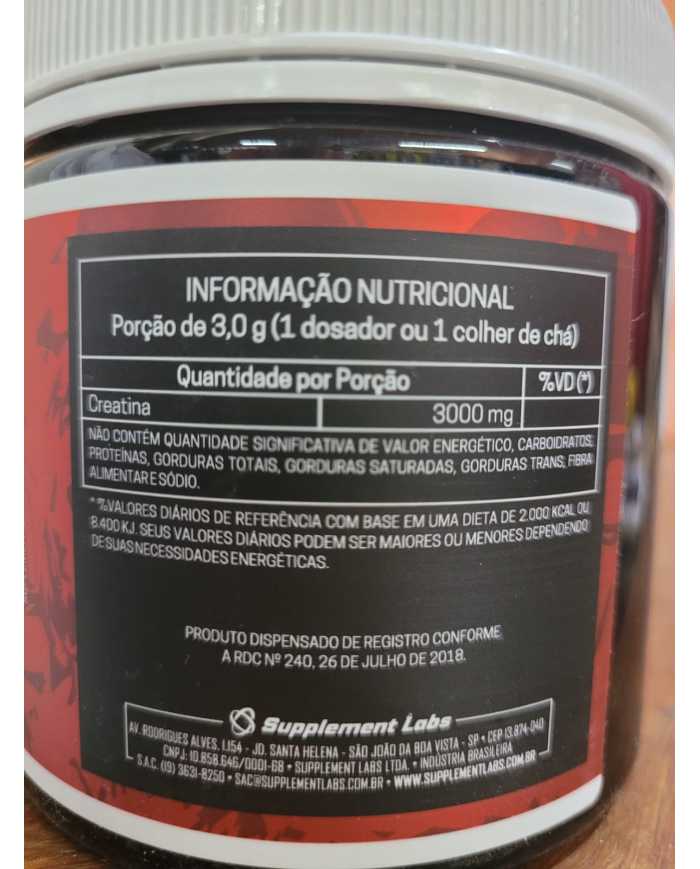 INFORMAÇÃO NUTRICIONAL
Porção de 3,0 g (1 dosador ou 1 colher de chá)
Quantidade por Porção %VD (*)
Creatina 3000 mg
NÃO CONTÉM QUANTIDADE SIGNIFICATIVA DE VALOR ENERGÉTICO, CARBOIDRATOS,
PROTEÍNAS, GORDURAS TOTAIS, GORDURAS SATURADAS, GORDURAS TRANS, FIBRA
ALIMENTAR E SÓDIO.
* %VALORES DIÁRIOS DE REFERÊNCIA COM BASE EM UMA DIETA DE 2.000 KCAL OU
8.400 KJ. SEUS VALORES DIÁRIOS PODEM SER MAIORES OU MENORES DEPENDENDO
DE SUAS NECESSIDADES ENERGÉTICAS.
PRODUTO DISPENSADO DE REGISTRO CONFORME
A RDC Nº 240, 26 DE JULHO DE 2018.
Supplement Labs
AV. RODRIGUES ALVES, 1.154 - JD. SANTA HELENA - SÃO JOÃO DA BOA VISTA - SP • CEP 13.874-040
CNPJ: 10.858.646/0001-68 • SUPPLEMENT LABS LTDA. • INDÚSTRIA BRASILEIRA
S.A.C. (19) 3631-8250 • SAC@SUPPLEMENTLABS.COM.BR • WWW.SUPPLEMENTLABS.COM.BR